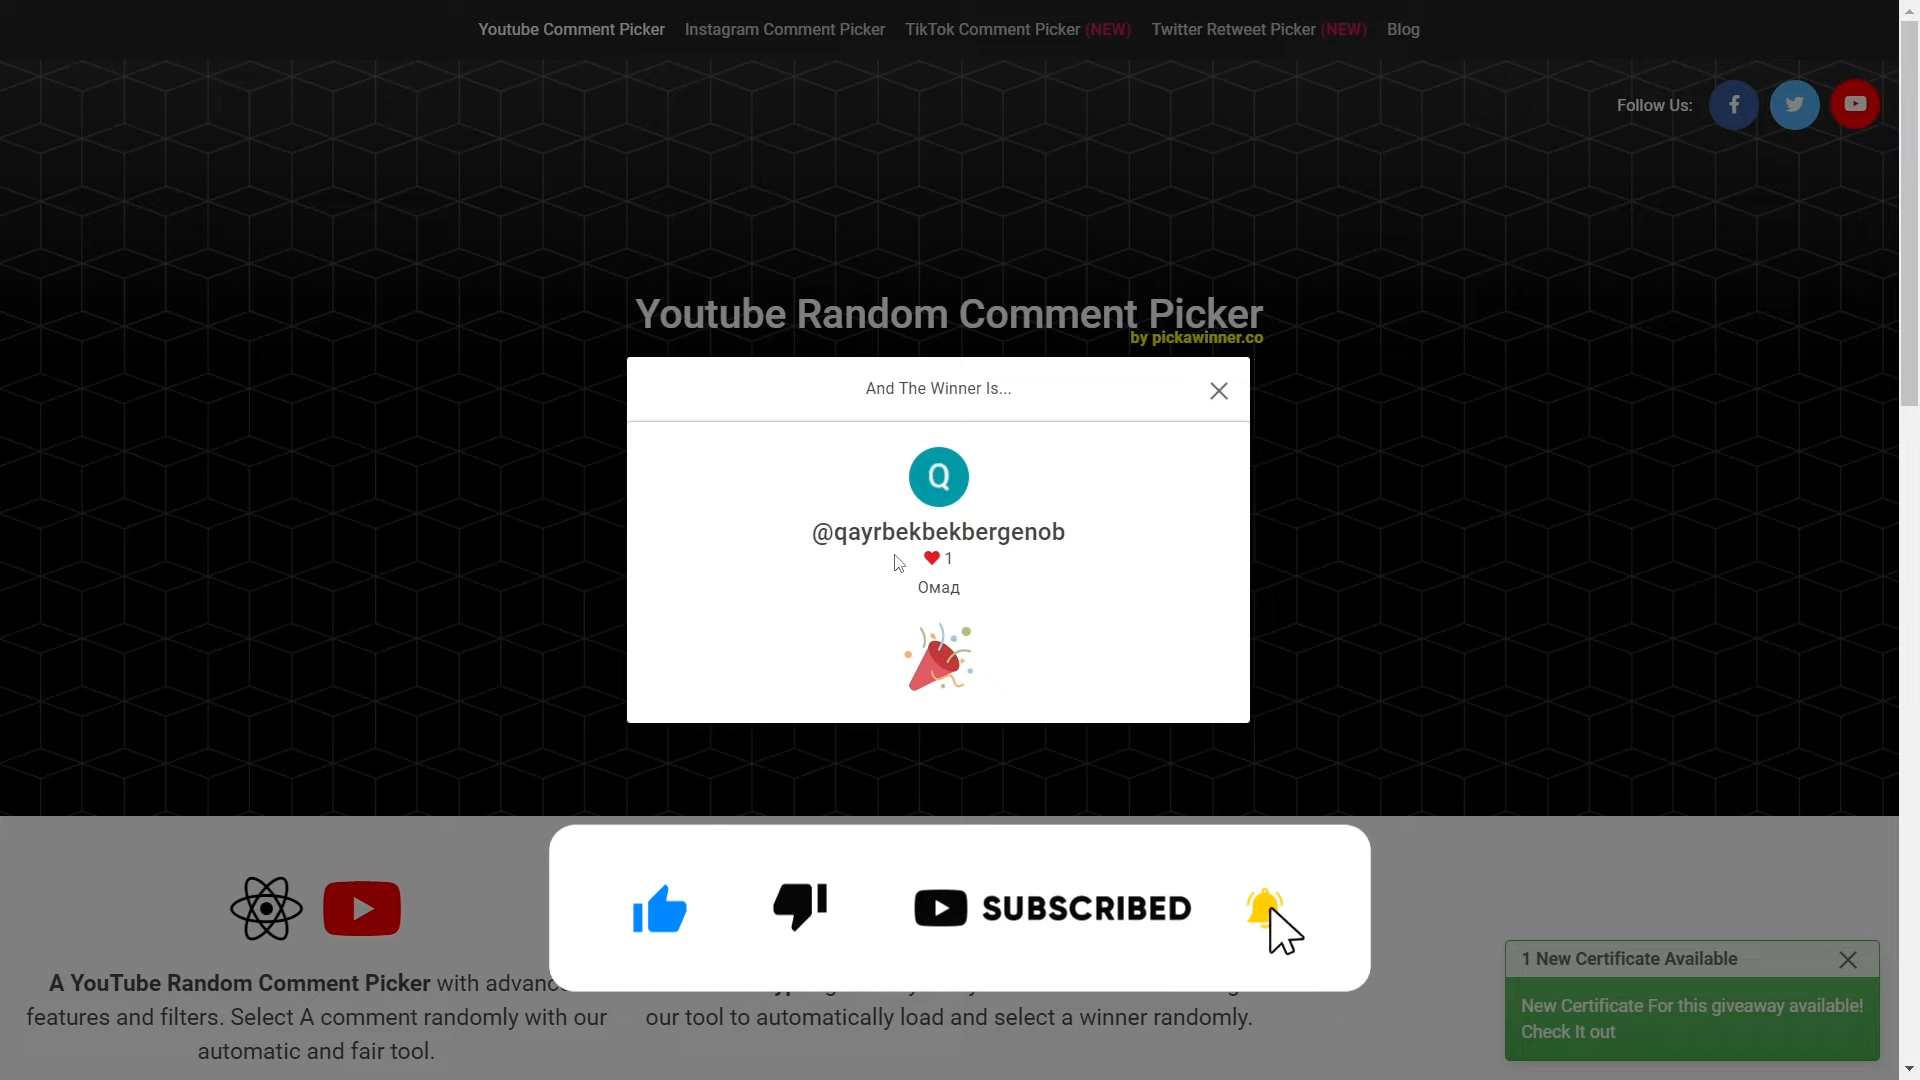 Youtube Comment Picker Instagram Comment Picker TikTok Comment Picker (NEW) Twitter Retweet Picker (NEW) Blog
Follow Us:
Youtube Random Comment Picker
by pickawinner.co
And The Winner Is...
Q
@qayrbekbekbergenob
1
Омад
SUBSCRIBED
A YouTube Random Comment Picker with advanc
features and filters. Select A comment randomly with our
automatic and fair tool.
our tool to automatically load and select a winner randomly.
1 New Certificate Available
New Certificate For this giveaway available!
Check It out